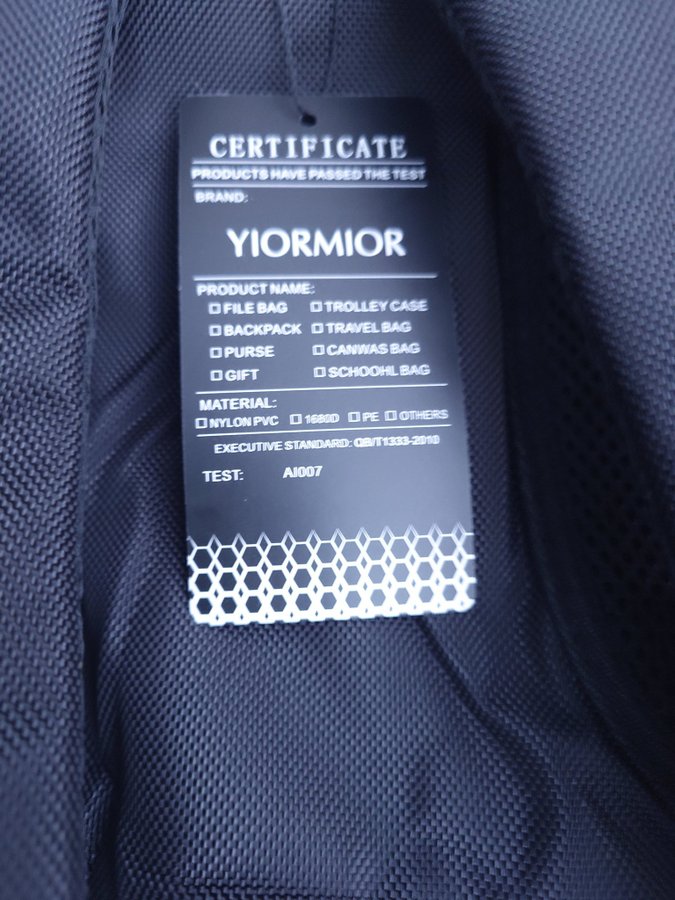 CERTIFICATE
PRODUCTS HAVE PASSED THE TEST
BRAND:
YIORMIOR
PRODUCT NAME:
☐ FILE BAG ☐ TROLLEY CASE
☐ BACKPACK ☐ TRAVEL BAG
☐ PURSE ☐ CANWAS BAG
☐ GIFT ☐ SCHOOHL BAG
MATERIAL:
☐ NYLON PVC ☐ 1680D ☐ PE ☐ OTHERS
EXECUTIVE STANDARD: QB/T1333-2010
TEST: AI007